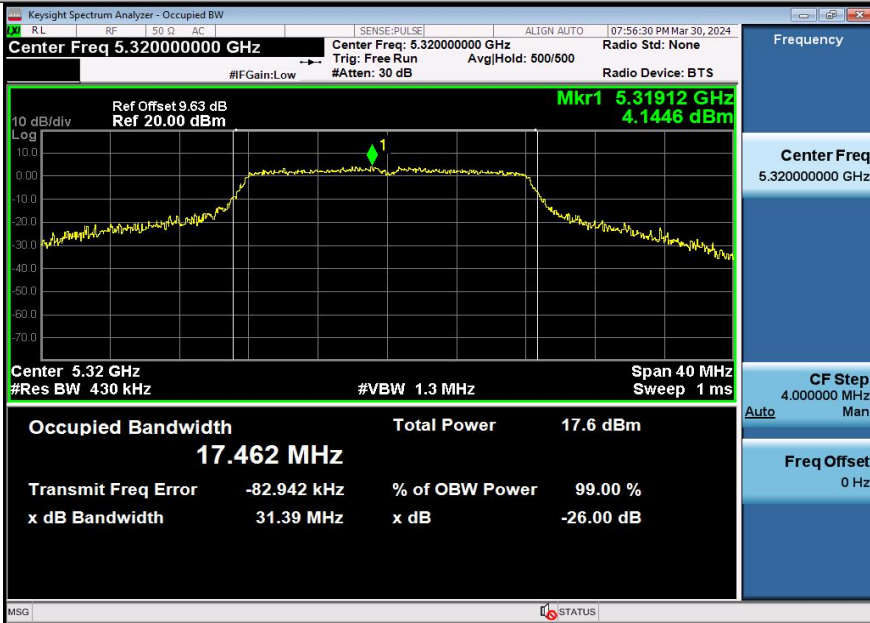 Keysight Spectrum Analyzer - Occupied BW
LXI RL RF 50 Ω AC SENSE:PULSE ALIGN AUTO 07:56:30 PM Mar 30, 2024
Center Freq 5.320000000 GHz
Center Freq: 5.320000000 GHz Radio Std: None
Trig: Free Run Avg|Hold: 500/500
#IFGain:Low #Atten: 30 dB Radio Device: BTS
Frequency
Ref Offset 9.63 dB Mkr1 5.31912 GHz
10 dB/div Ref 20.00 dBm 4.1446 dBm
Log
1
10.0
0.00
-10.0
-20.0
-30.0
-40.0
-50.0
-60.0
-70.0
Center 5.32 GHz Span 40 MHz
#Res BW 430 kHz #VBW 1.3 MHz Sweep 1 ms
Center Freq
5.320000000 GHz
CF Step
4.000000 MHz
Auto Man
Freq Offset
0 Hz
Occupied Bandwidth Total Power 17.6 dBm
17.462 MHz
Transmit Freq Error -82.942 kHz % of OBW Power 99.00 %
x dB Bandwidth 31.39 MHz x dB -26.00 dB
MSG STATUS